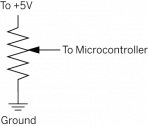 To +5V
To Microcontroller
Ground